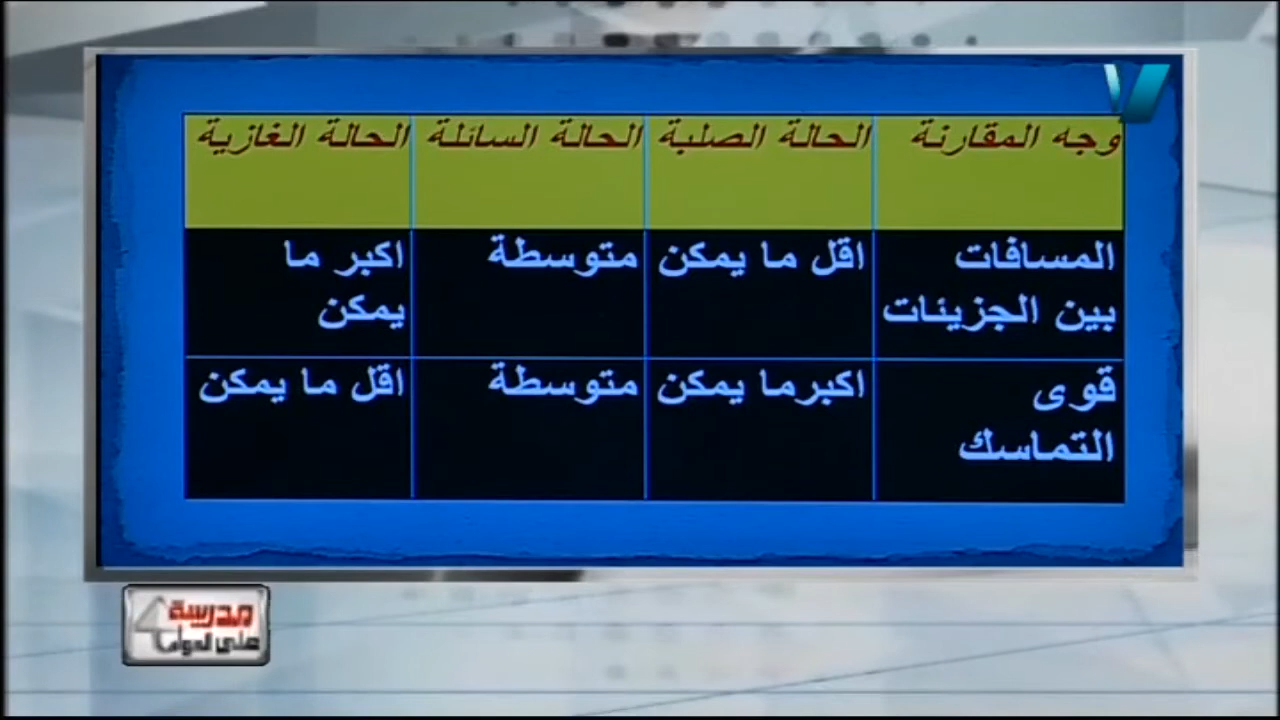 وجه المقارنة الحالة الصلبة الحالة السائلة الحالة الغازية
المسافات اقل ما يمكن متوسطة اكبر ما
بين الجزيئات يمكن
قوى اكبرما يمكن متوسطة اقل ما يمكن
التماسك
مدرسة
على الهواء